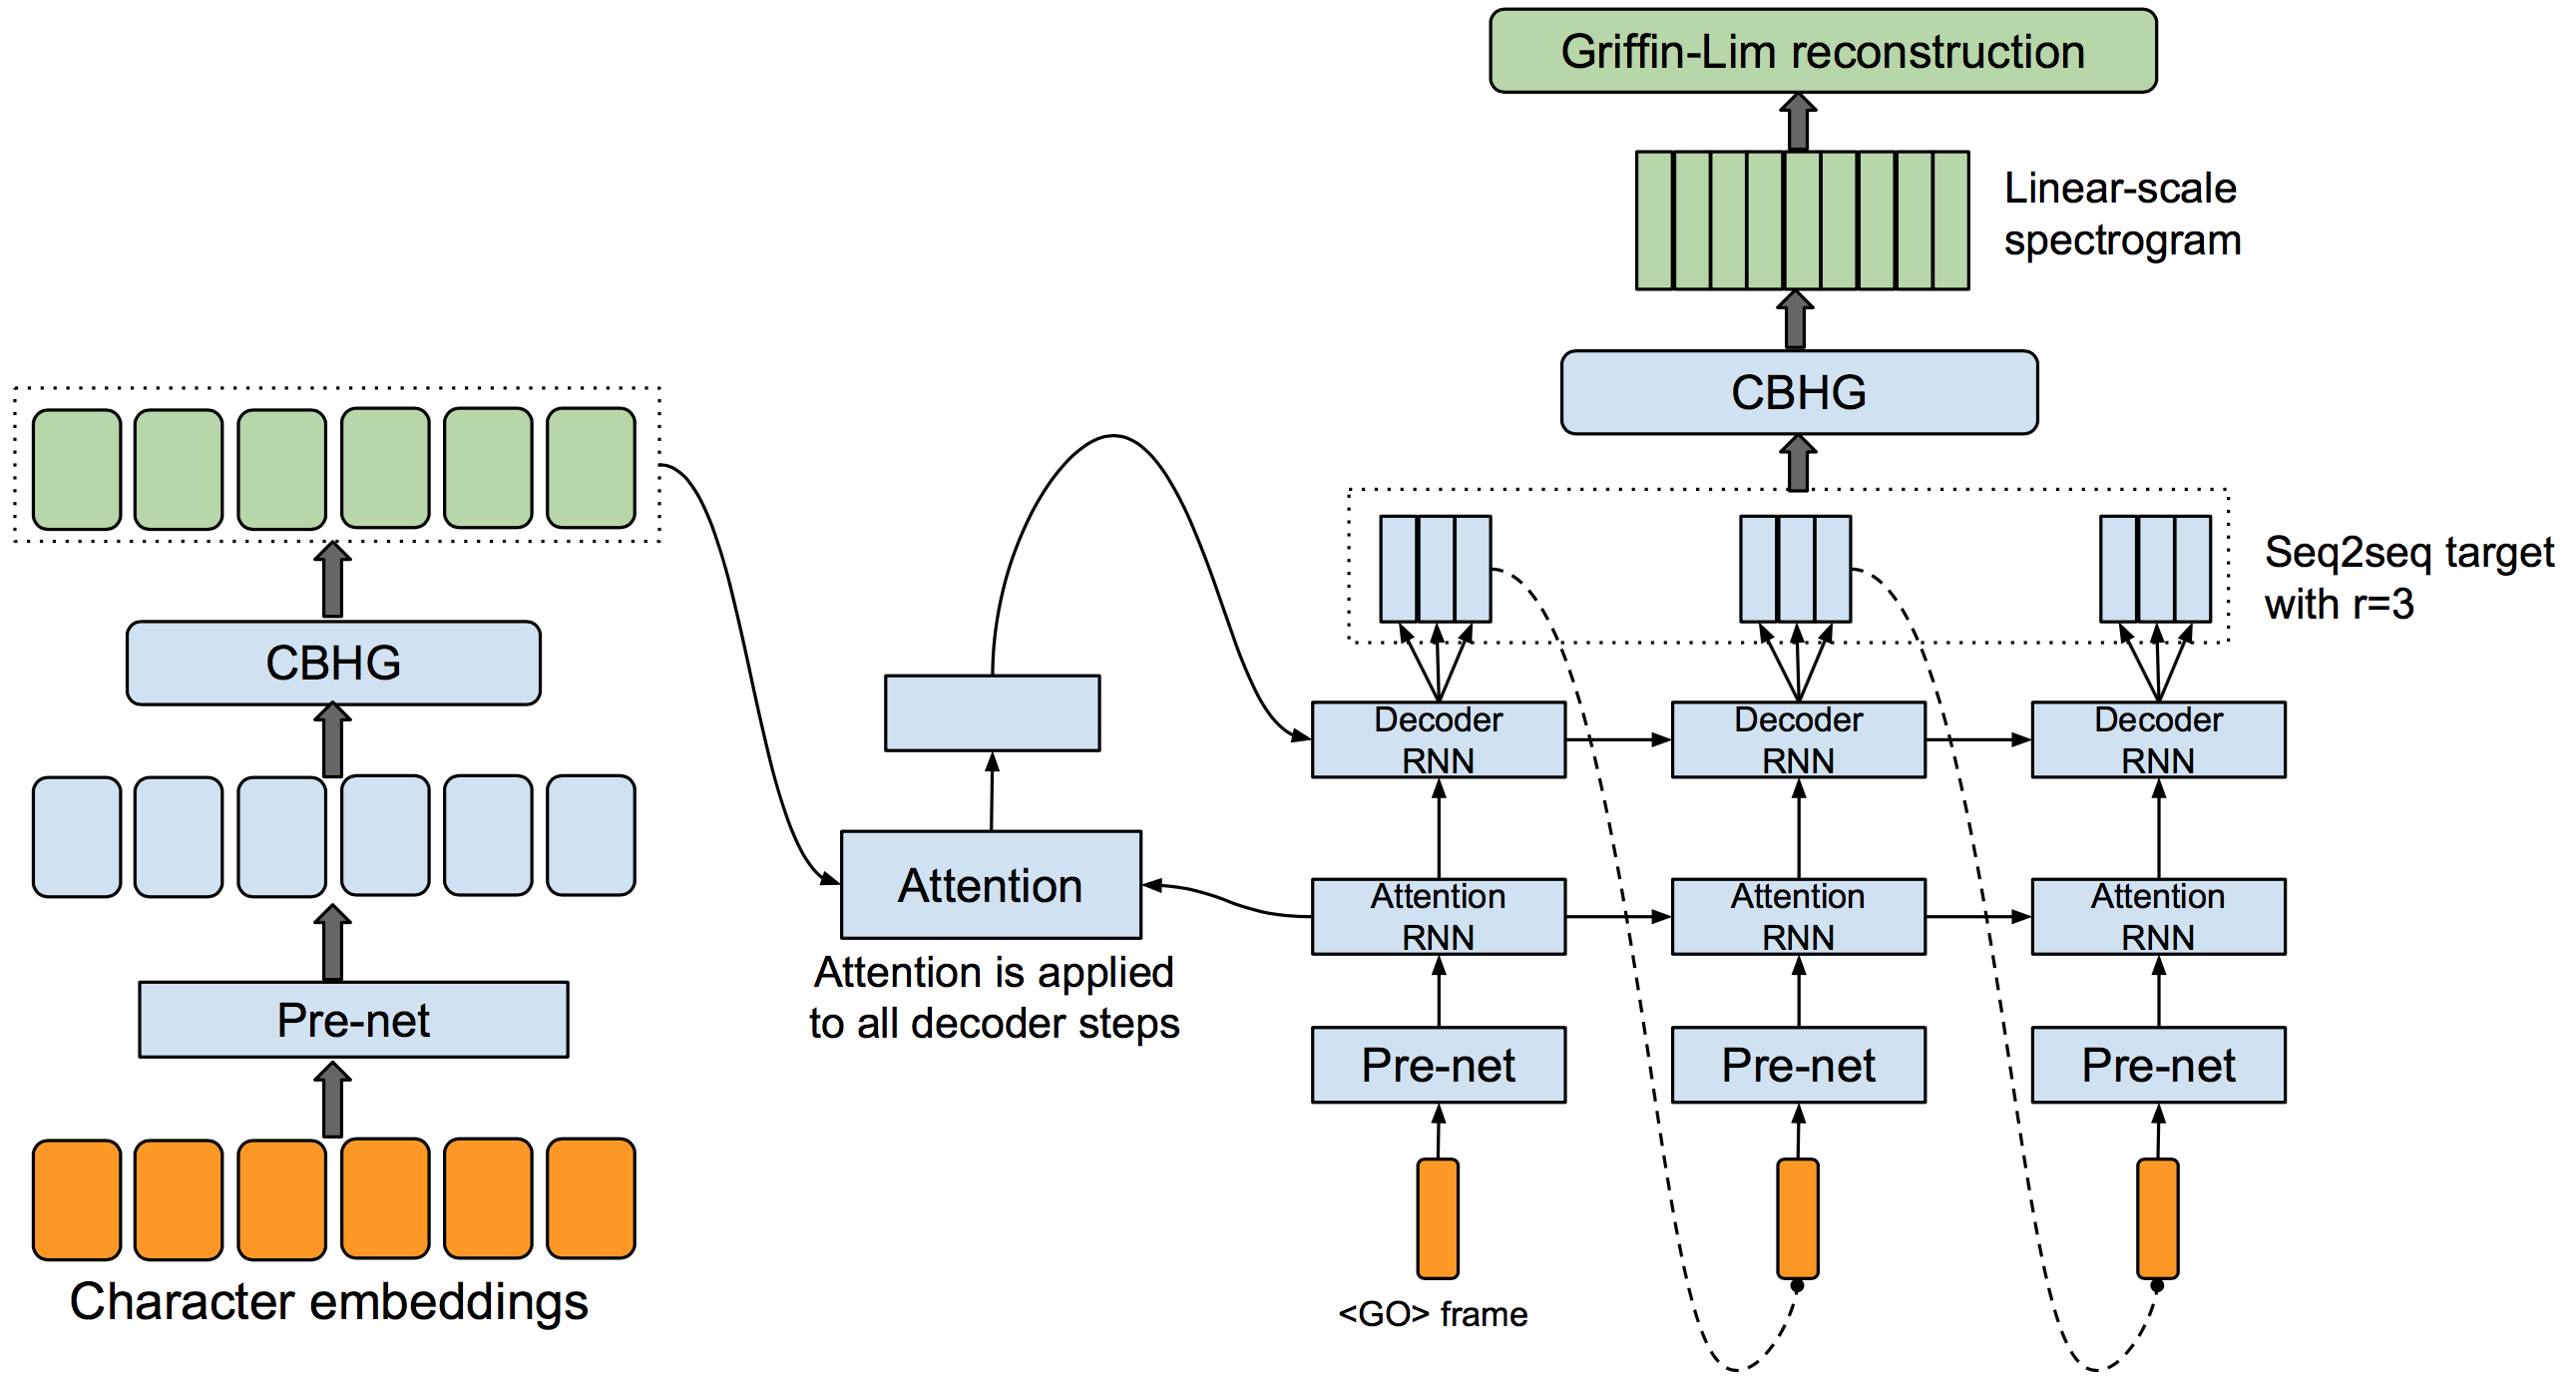 Griffin-Lim reconstruction
Linear-scale
spectrogram
CBHG
Seq2seq target
with r=3
CBHG
Pre-net
Character embeddings
Attention
Attention is applied
to all decoder steps
Decoder
RNN
Decoder
RNN
Decoder
RNN
Attention
RNN
Attention
RNN
Attention
RNN
Pre-net
Pre-net
Pre-net
<GO> frame